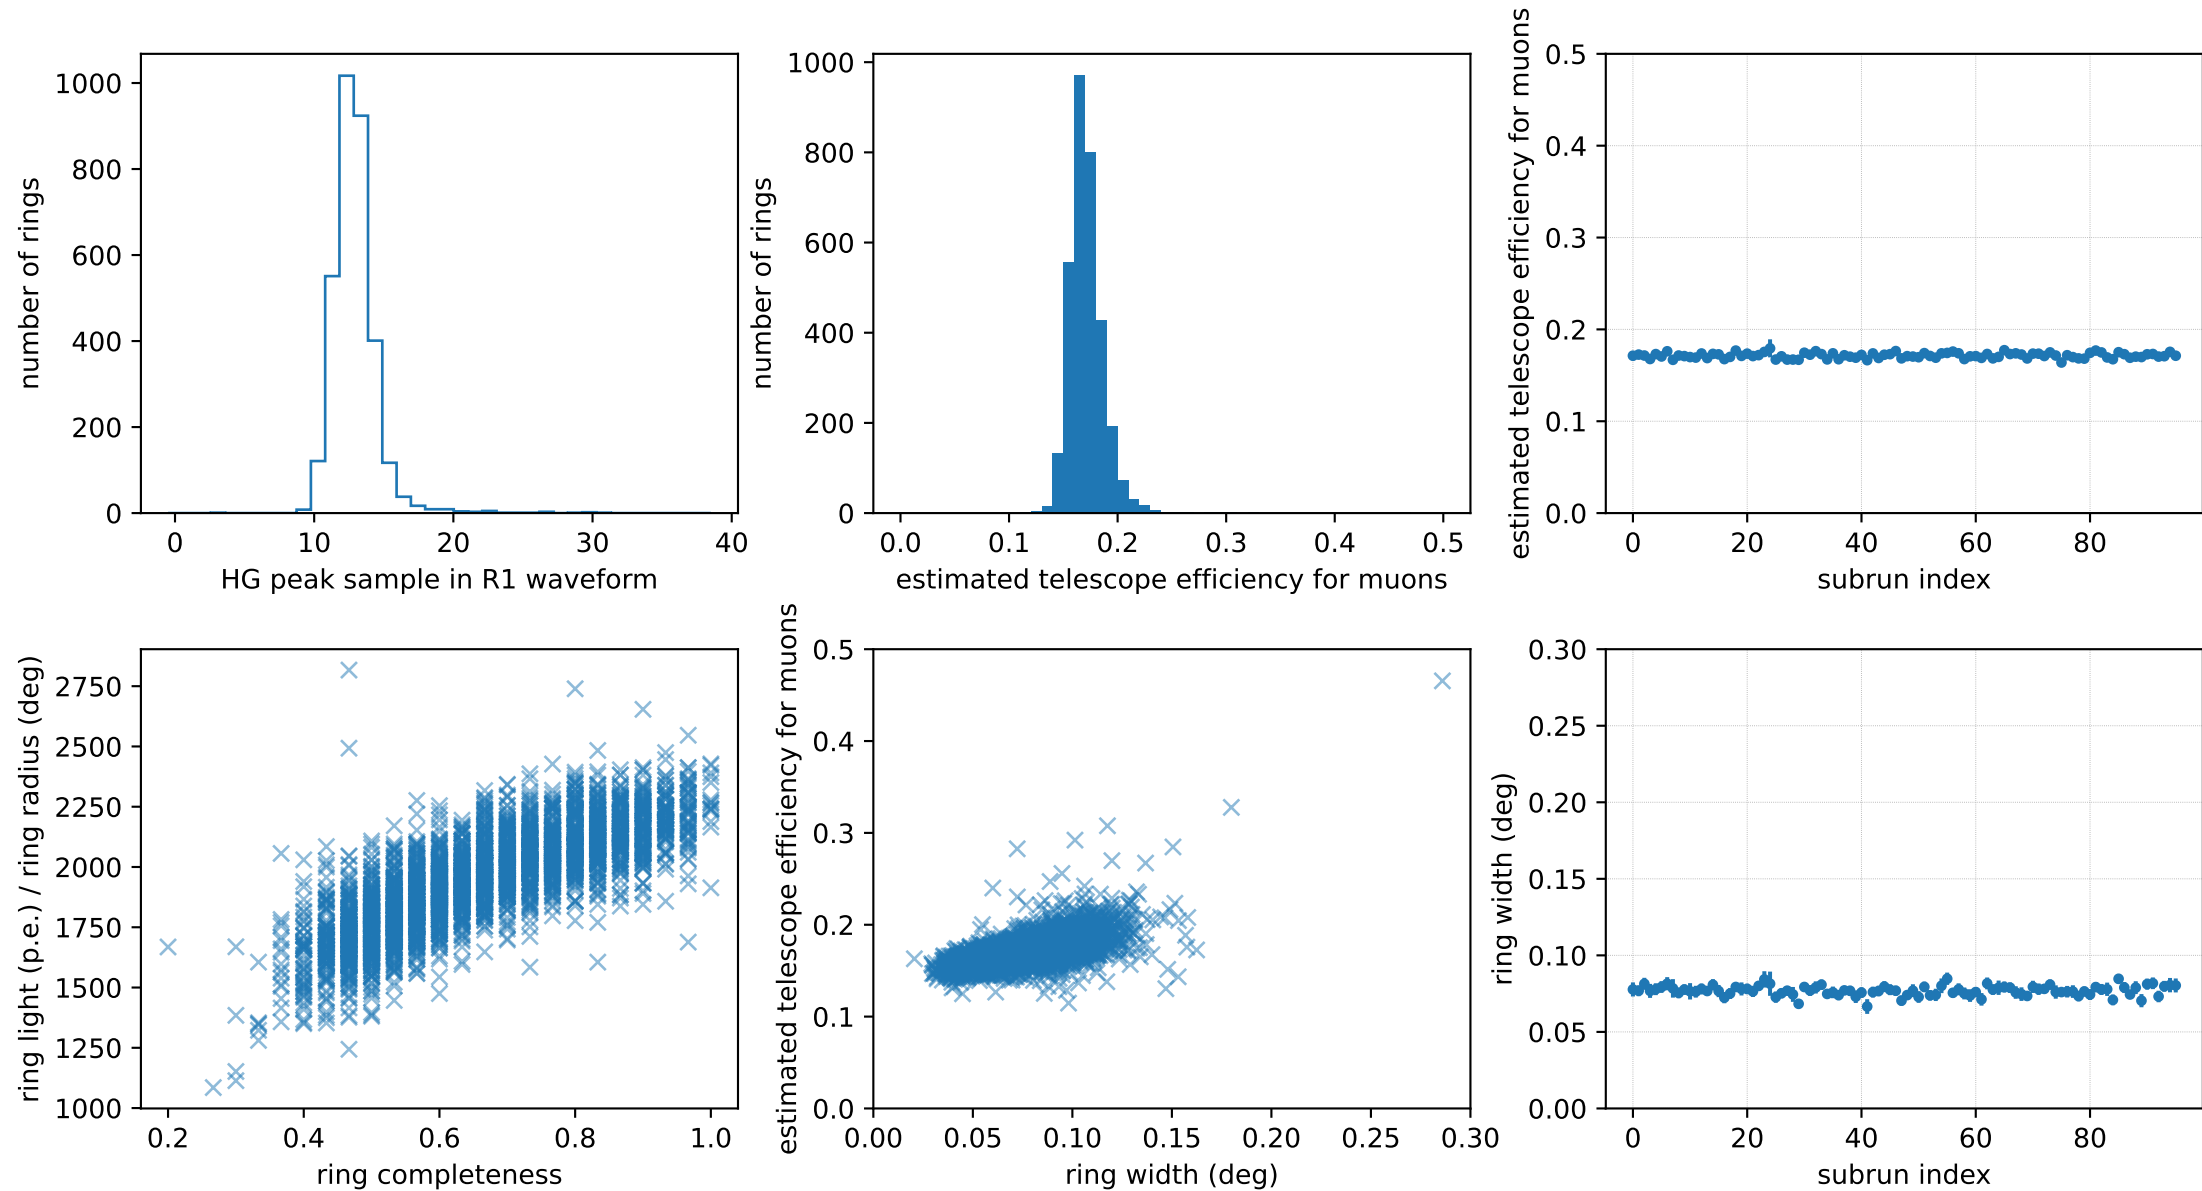 number of rings
1000
800
600
400
200
0
0 10 20 30 40
HG peak sample in R1 waveform
number of rings
1000
800
600
400
200
0
0.0 0.1 0.2 0.3 0.4 0.5
estimated telescope efficiency for muons
estimated telescope efficiency for muons
0.5
0.4
0.3
0.2
0.1
0.0
0 20 40 60 80
subrun index
ring light (p.e.) / ring radius (deg)
2750
2500
2250
2000
1750
1500
1250
1000
0.2 0.4 0.6 0.8 1.0
ring completeness
estimated telescope efficiency for muons
0.5
0.4
0.3
0.2
0.1
0.0
0.00 0.05 0.10 0.15 0.20 0.25 0.30
ring width (deg)
ring width (deg)
0.30
0.25
0.20
0.15
0.10
0.05
0.00
0 20 40 60 80
subrun index